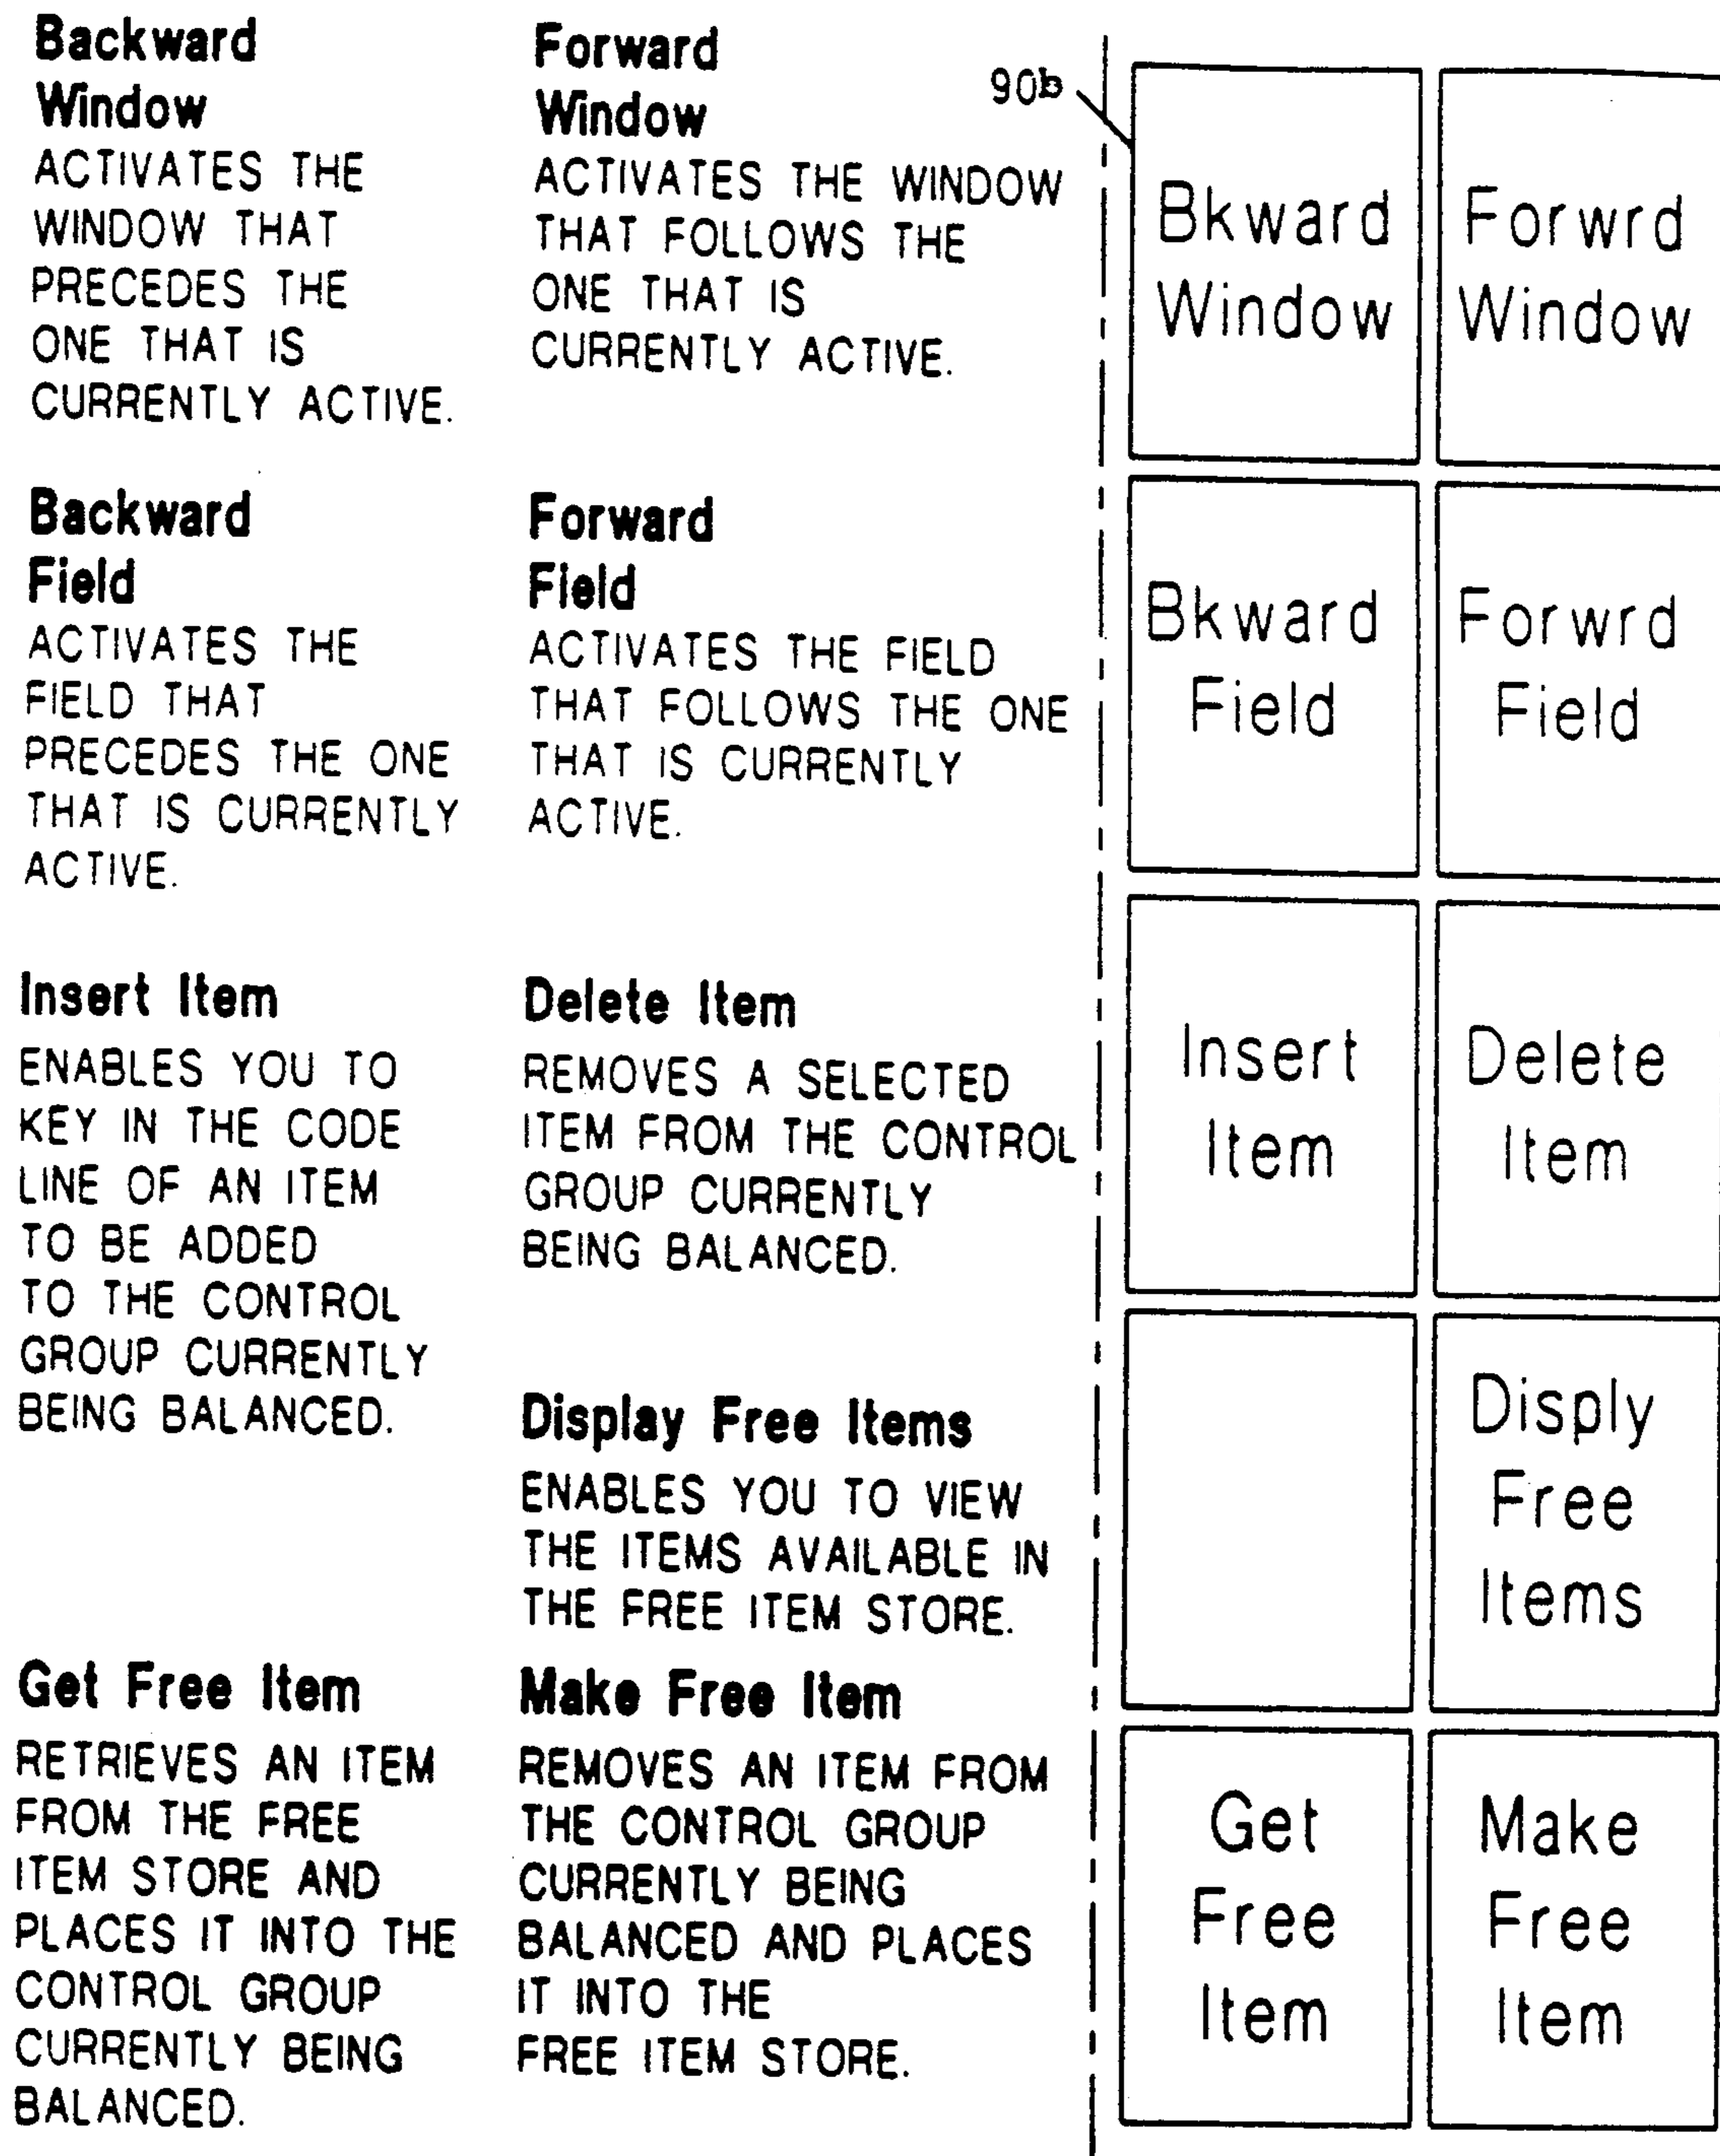 Backward
Window
ACTIVATES THE
WINDOW THAT
PRECEDES THE
ONE THAT IS
CURRENTLY ACTIVE.
Forward
Window
ACTIVATES THE WINDOW
THAT FOLLOWS THE
ONE THAT IS
CURRENTLY ACTIVE.
Backward
Field
ACTIVATES THE
FIELD THAT
PRECEDES THE ONE
THAT IS CURRENTLY
ACTIVE.
Forward
Field
ACTIVATES THE FIELD
THAT FOLLOWS THE ONE
THAT IS CURRENTLY
ACTIVE.
Insert Item
ENABLES YOU TO
KEY IN THE CODE
LINE OF AN ITEM
TO BE ADDED
TO THE CONTROL
GROUP CURRENTLY
BEING BALANCED.
Delete Item
REMOVES A SELECTED
ITEM FROM THE CONTROL
GROUP CURRENTLY
BEING BALANCED.
Display Free Items
ENABLES YOU TO VIEW
THE ITEMS AVAILABLE IN
THE FREE ITEM STORE.
Get Free Item
RETRIEVES AN ITEM
FROM THE FREE
ITEM STORE AND
PLACES IT INTO THE
CONTROL GROUP
CURRENTLY BEING
BALANCED.
Make Free Item
REMOVES AN ITEM FROM
THE CONTROL GROUP
CURRENTLY BEING
BALANCED AND PLACES
IT INTO THE
FREE ITEM STORE.
90b
Bkward
Window
Forwrd
Window
Bkward
Field
Forwrd
Field
Insert
Item
Delete
Item
Disply
Free
Items
Get
Free
Item
Make
Free
Item